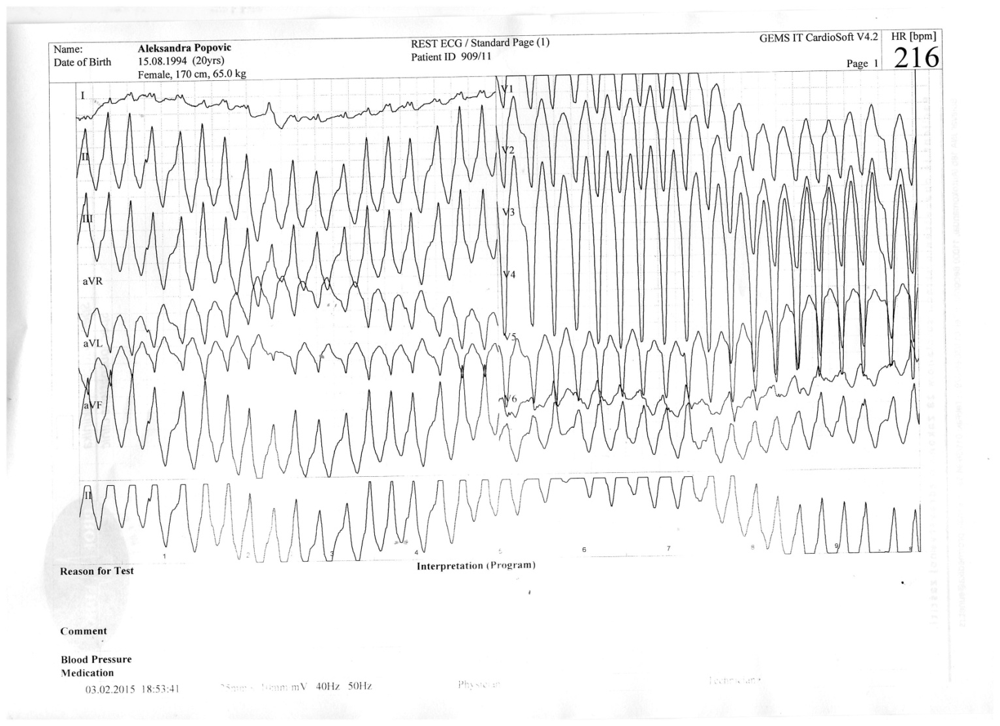 Name: Aleksandra Popovic
Date of Birth 15.08.1994 (20yrs)
Female, 170 cm, 65.0 kg
REST ECG / Standard Page (1)
Patient ID 909/11
GEMS IT CardioSoft V4.2
Page 1
HR [bpm]
216
I
II
III
aVR
aVL
aVF
V1
V2
V3
V4
V5
V6
II
1 2 3 4 5 6 7 8 9
Reason for Test
Interpretation (Program)
Comment
Blood Pressure
Medication
03.02.2015 18:53:41
mV 40Hz 50Hz
Physician
Technician